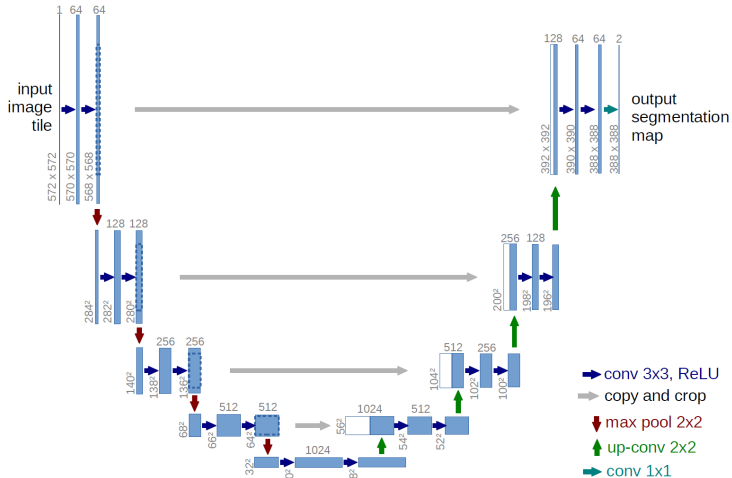 1 64 64
128 64 64 2
input
image
tile
output
segmentation
map
572 x 572
570 x 570
568 x 568
392 x 392
390 x 390
388 x 388
388 x 388
128 128
256 128
284²
282²
280²
200²
198²
196²
256 256
512 256
140²
138²
136²
104²
102²
100²
512 512
1024 512
68²
66²
64²
56²
54²
52²
1024
32²
conv 3x3, ReLU
copy and crop
max pool 2x2
up-conv 2x2
conv 1x1